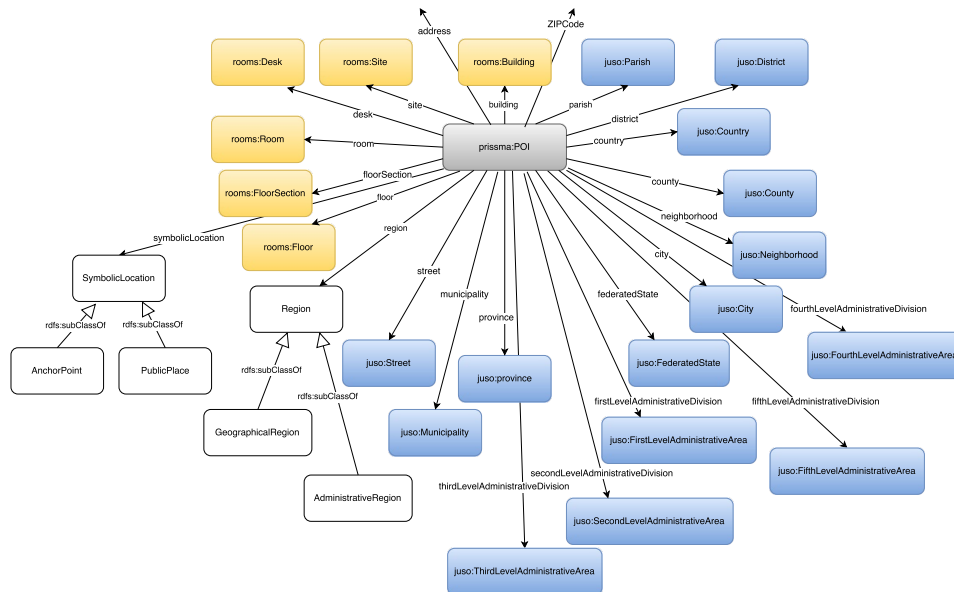 address
ZIPCode
rooms:Desk
rooms:Site
rooms:Building
juso:Parish
juso:District
desk
site
building
parish
district
rooms:Room
room
prissma:POI
country
juso:Country
rooms:FloorSection
floorSection
floor
county
juso:County
symbolicLocation
rooms:Floor
region
neighborhood
juso:Neighborhood
SymbolicLocation
street
municipality
province
federatedState
city
juso:City
fourthLevelAdministrativeDivision
Region
rdfs:subClassOf
rdfs:subClassOf
AnchorPoint
PublicPlace
rdfs:subClassOf
rdfs:subClassOf
juso:Street
juso:province
juso:FederatedState
juso:FourthLevelAdministrativeArea
firstLevelAdministrativeDivision
fifthLevelAdministrativeDivision
GeographicalRegion
juso:Municipality
juso:FirstLevelAdministrativeArea
juso:FifthLevelAdministrativeArea
secondLevelAdministrativeDivision
thirdLevelAdministrativeDivision
AdministrativeRegion
juso:SecondLevelAdministrativeArea
juso:ThirdLevelAdministrativeArea